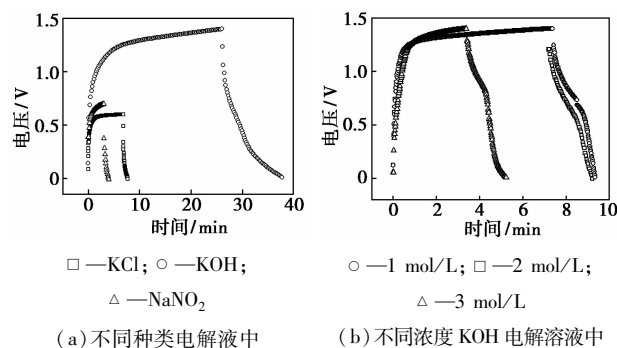 1.5
1.0
0.5
0
电压/V
0 10 20 30 40
时间/min
□ —KCl; ○ —KOH;
△ —NaNO₂
(a)不同种类电解液中
1.5
1.0
0.5
0
电压/V
0 2 4 6 8 10
时间/min
○ —1 mol/L; □ —2 mol/L;
△ —3 mol/L
(b)不同浓度 KOH 电解溶液中